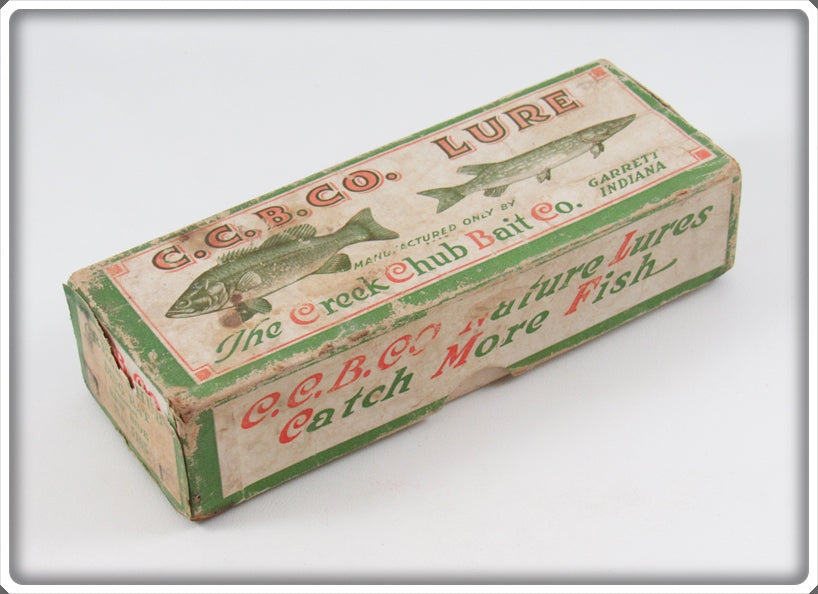 C.C.B.CO. LURE
MANUFACTURED ONLY BY
The Creek Chub Bait Co.
GARRETT
INDIANA
C.C.B.CO Nature Lures
Catch More Fish